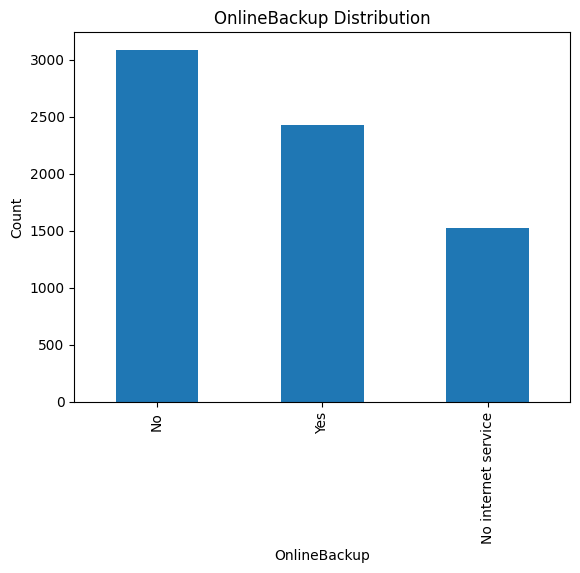 OnlineBackup Distribution
3000
2500
2000
1500
1000
500
0
Count
No
Yes
No internet service
OnlineBackup